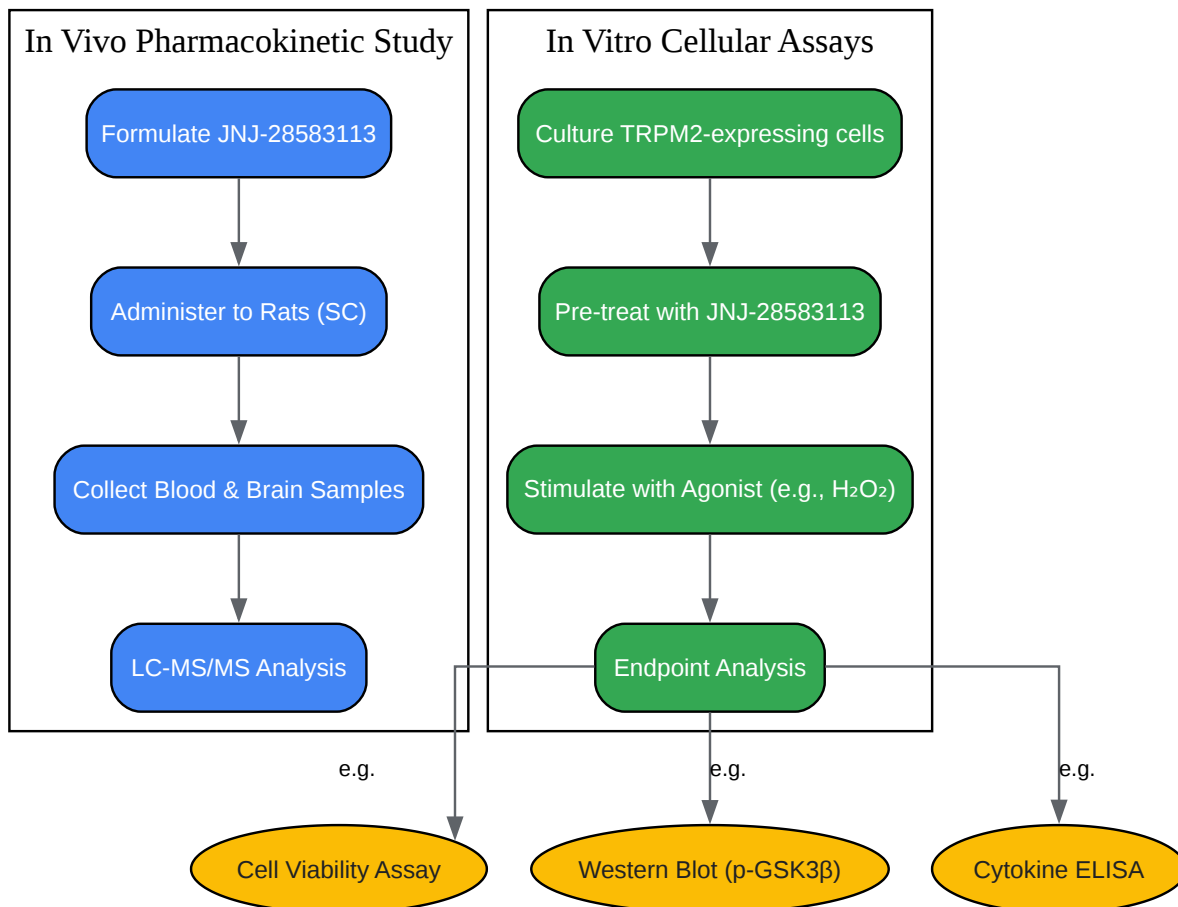 In Vivo Pharmacokinetic Study
Formulate JNJ-28583113
Administer to Rats (SC)
Collect Blood & Brain Samples
LC-MS/MS Analysis
In Vitro Cellular Assays
Culture TRPM2-expressing cells
Pre-treat with JNJ-28583113
Stimulate with Agonist (e.g., H₂O₂)
Endpoint Analysis
e.g.
e.g.
e.g.
Cell Viability Assay
Western Blot (p-GSK3β)
Cytokine ELISA